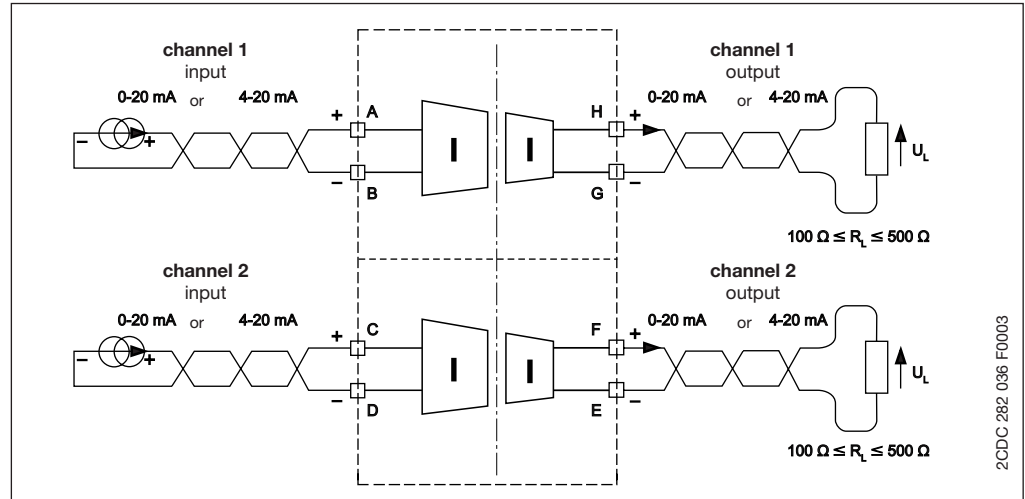 channel 1
input
0-20 mA or 4-20 mA
- +
+
-
A
B
I
I
H
G
+
-
channel 1
output
0-20 mA or 4-20 mA
U_L
100 Ω ≤ R_L ≤ 500 Ω
channel 2
input
0-20 mA or 4-20 mA
- +
+
-
C
D
I
I
F
E
+
-
channel 2
output
0-20 mA or 4-20 mA
U_L
100 Ω ≤ R_L ≤ 500 Ω
2CDC 282 036 F0003